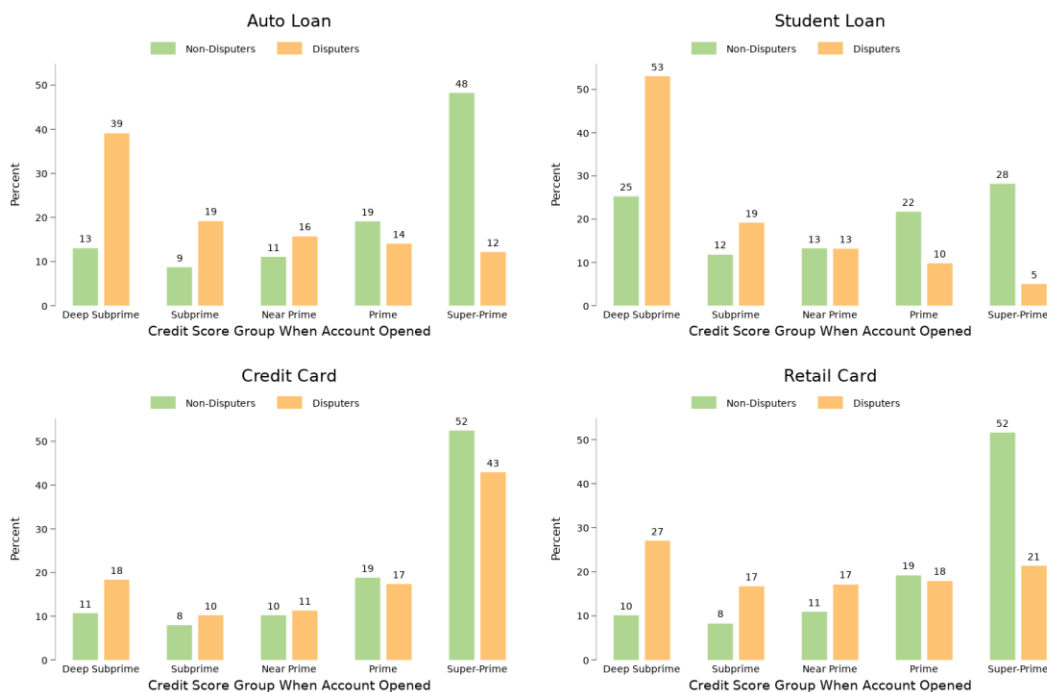 Auto Loan
Non-Disputers Disputers
Percent
50
40
30
20
10
0
13 39 9 19 11 16 19 14 48 12
Deep Subprime Subprime Near Prime Prime Super-Prime
Credit Score Group When Account Opened
Student Loan
Non-Disputers Disputers
Percent
50
40
30
20
10
0
25 53 12 19 13 13 22 10 28 5
Deep Subprime Subprime Near Prime Prime Super-Prime
Credit Score Group When Account Opened
Credit Card
Non-Disputers Disputers
Percent
50
40
30
20
10
0
11 18 8 10 10 11 19 17 52 43
Deep Subprime Subprime Near Prime Prime Super-Prime
Credit Score Group When Account Opened
Retail Card
Non-Disputers Disputers
Percent
50
40
30
20
10
0
10 27 8 17 11 17 19 18 52 21
Deep Subprime Subprime Near Prime Prime Super-Prime
Credit Score Group When Account Opened